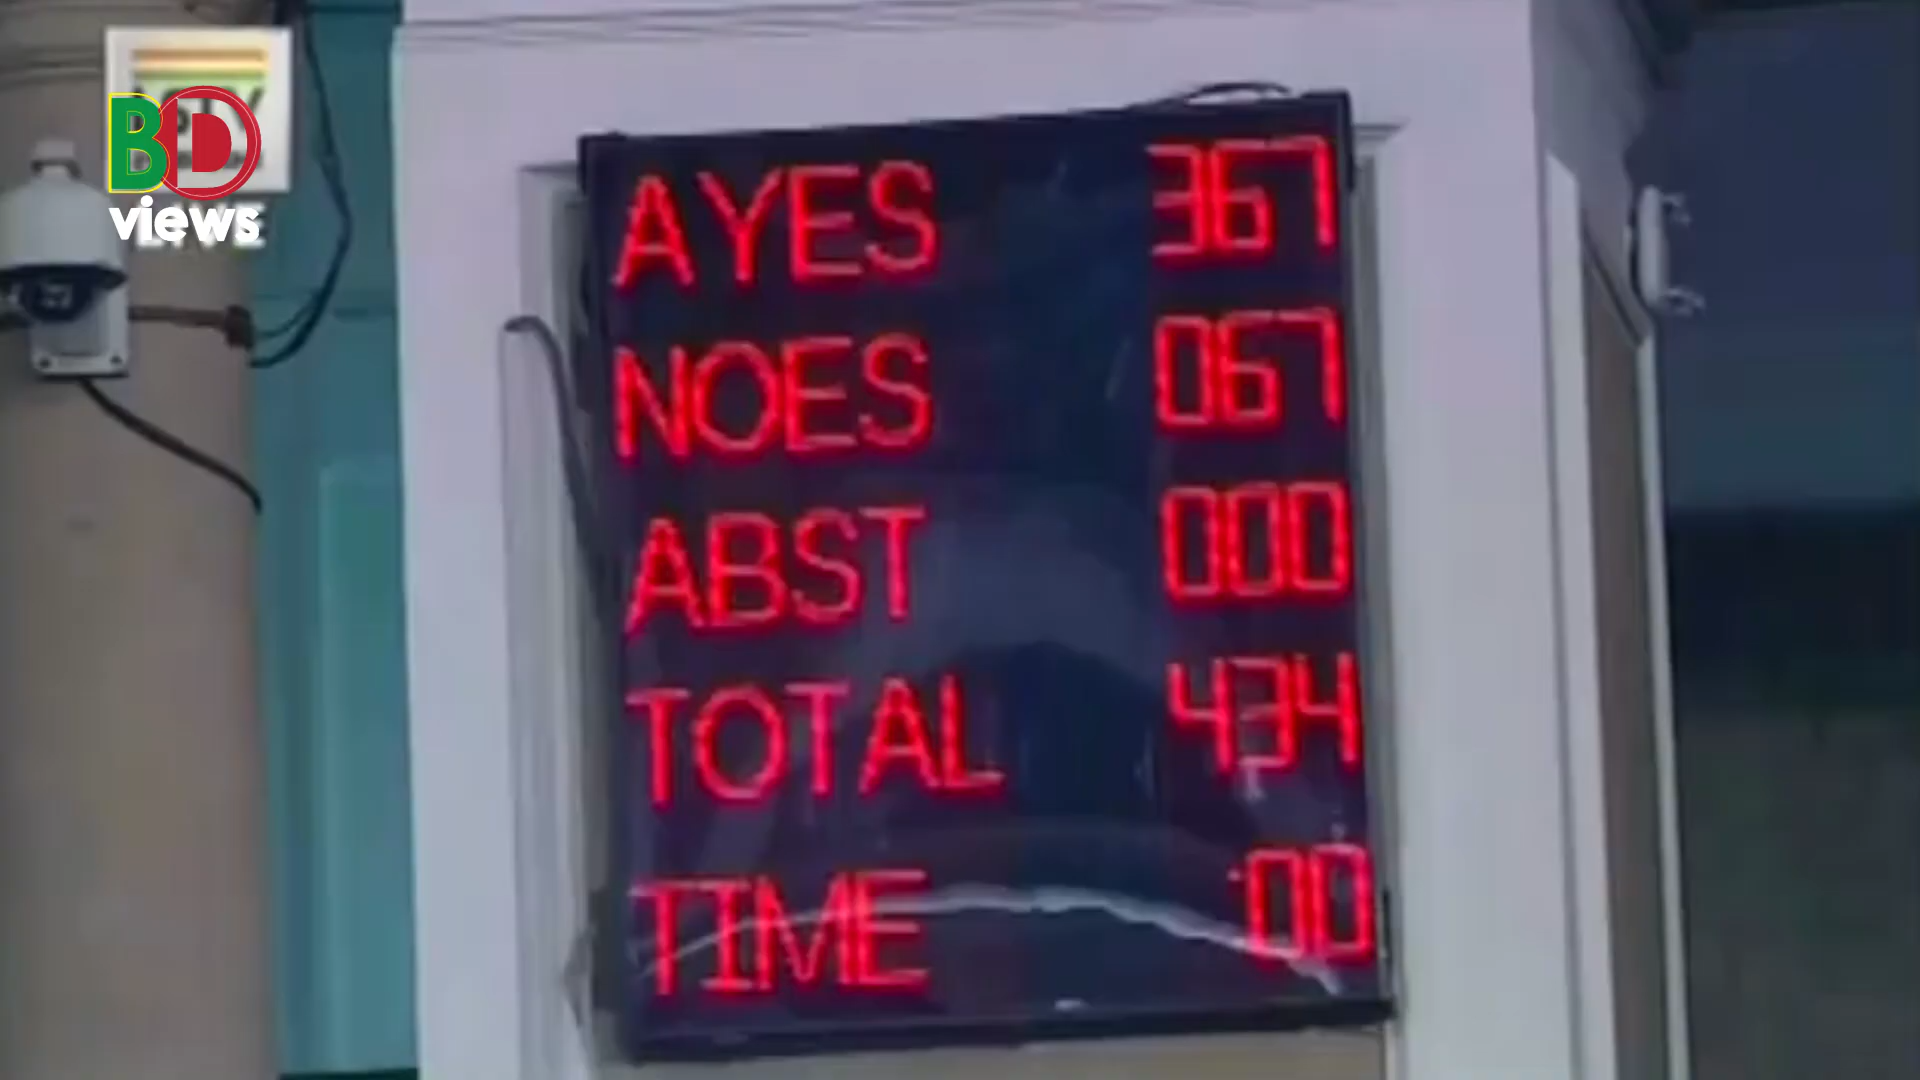 BD
views
AYES 367
NOES 067
ABST 000
TOTAL 434
TIME :00